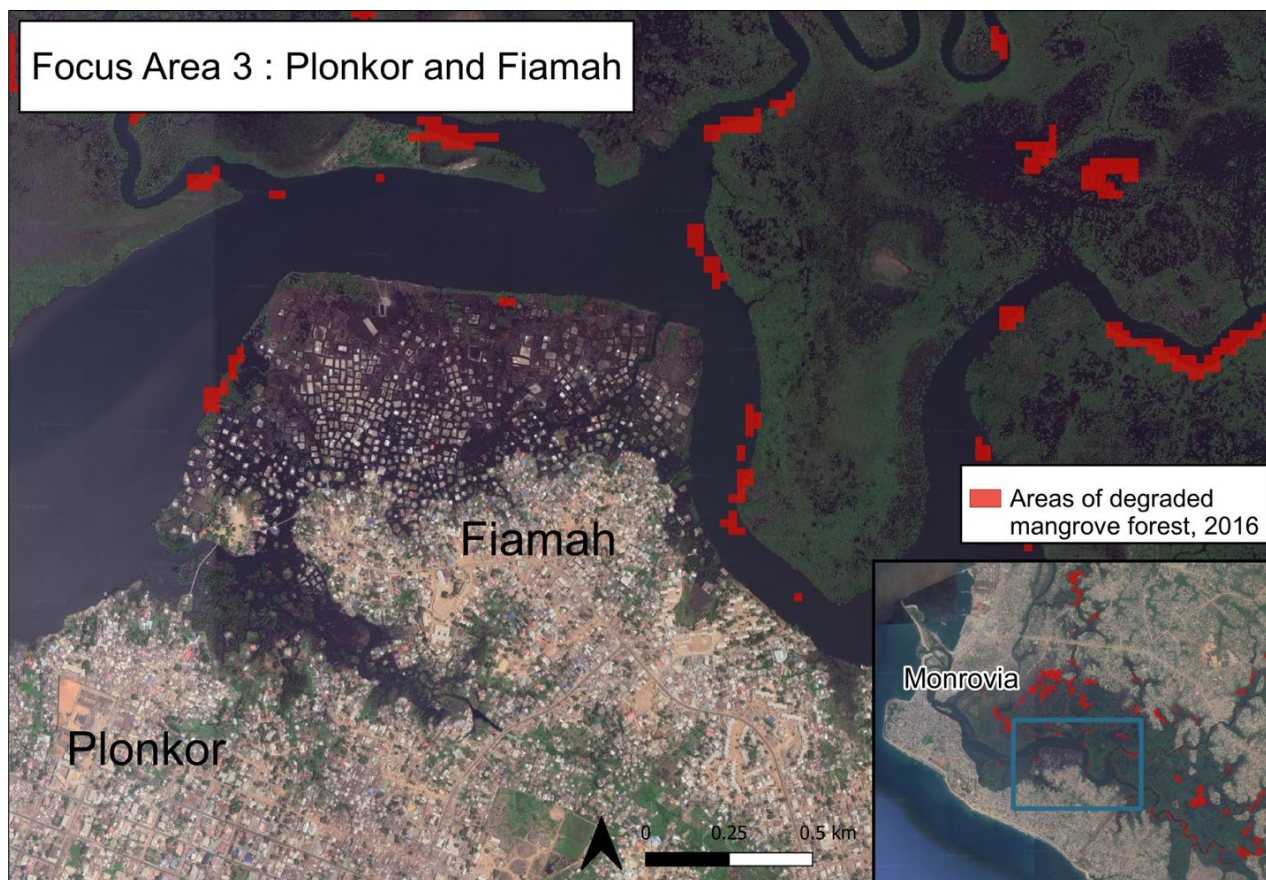 Focus Area 3 : Plonkor and Fiamah
Areas of degraded
mangrove forest, 2016
Fiamah
Monrovia
Plonkor
0 0.25 0.5 km